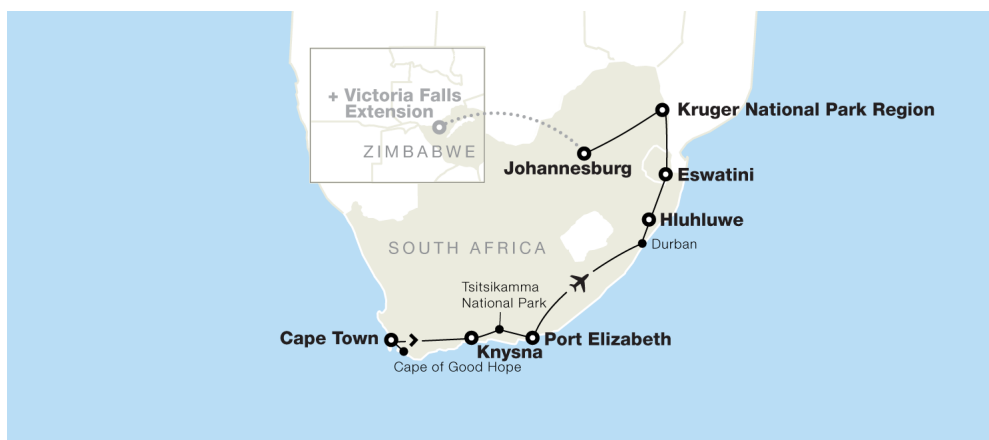 + Victoria Falls
Extension
ZIMBABWE
Kruger National Park Region
Johannesburg
Eswatini
Hluhluwe
Durban
SOUTH AFRICA
Tsitsikamma
National Park
Cape Town
Knysna
Port Elizabeth
Cape of Good Hope